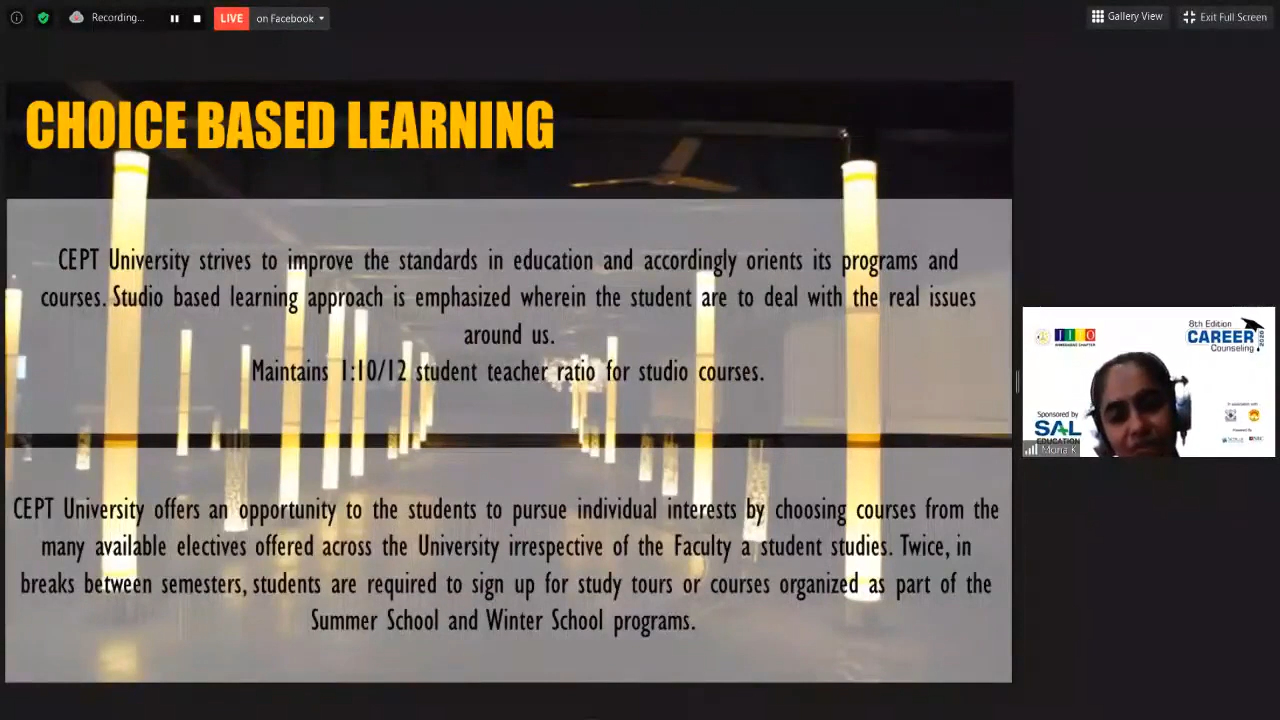 Recording...
LIVE
on Facebook
Gallery View
Exit Full Screen
CHOICE BASED LEARNING
CEPT University strives to improve the standards in education and accordingly orients its programs and
courses. Studio based learning approach is emphasized wherein the student are to deal with the real issues
around us.
Maintains 1:10/12 student teacher ratio for studio courses.
CEPT University offers an opportunity to the students to pursue individual interests by choosing courses from the
many available electives offered across the University irrespective of the Faculty a student studies. Twice, in
breaks between semesters, students are required to sign up for study tours or courses organized as part of the
Summer School and Winter School programs.
8th Edition
CAREER
Counseling
Sponsored by
SAL
EDUCATION
In association with
Mona K